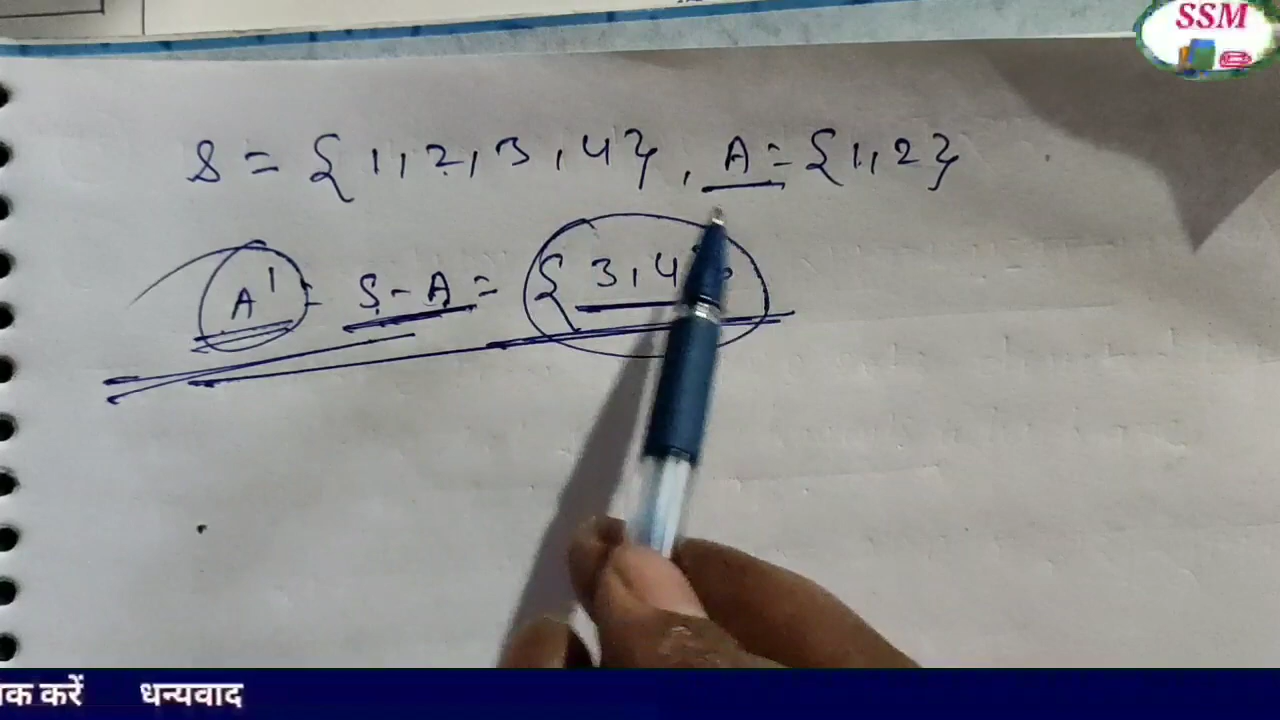 SSM
S = {1, 2, 3, 4}, A = {1, 2}
A' = S - A = {3, 4
क करें धन्यवाद